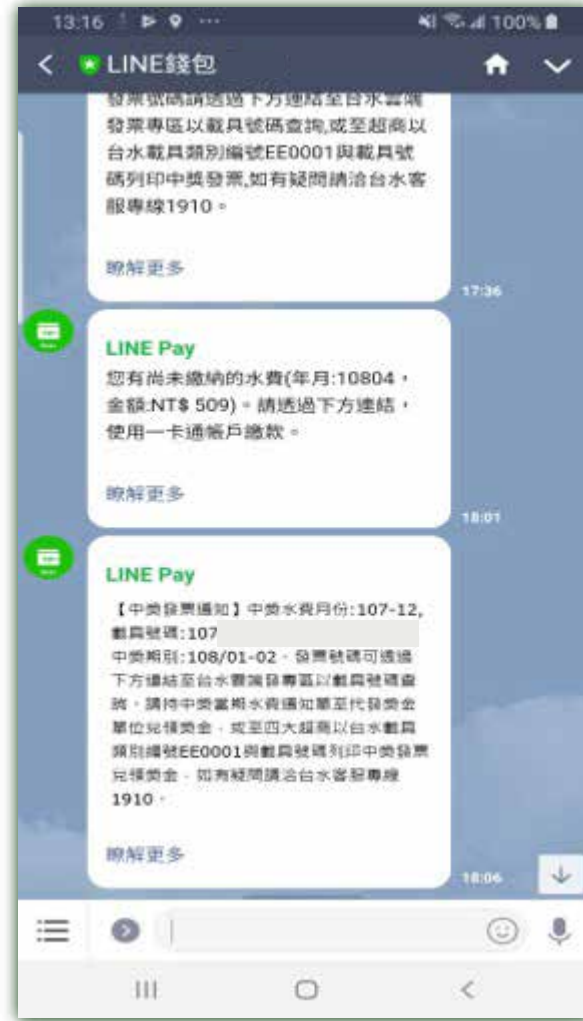 13:16
100%
LINE錢包
發票號碼請透過下方連結至台水雲端
發票專區以載具號碼查詢,或至超商以
台水載具類別編號EE0001與載具號
碼列印中獎發票,如有疑問請洽台水客
服專線1910。
瞭解更多
17:36
LINE Pay
您有尚未繳納的水費(年月:10804,
金額:NT$ 509)。請透過下方連結,
使用一卡通帳戶繳款。
瞭解更多
18:01
LINE Pay
【中獎發票通知】中獎水費月份:107-12,
載具號碼:107
中獎期別:108/01-02。發票號碼可透過
下方連結至台水雲端發專區以載具號碼查
詢。請持中獎當期水費通知單至代發獎金
單位兌領獎金,或至四大超商以台水載具
類別編號EE0001與載具號碼列印中獎發票
兌領獎金。如有疑問請洽台水客服專線
1910。
瞭解更多
18:06